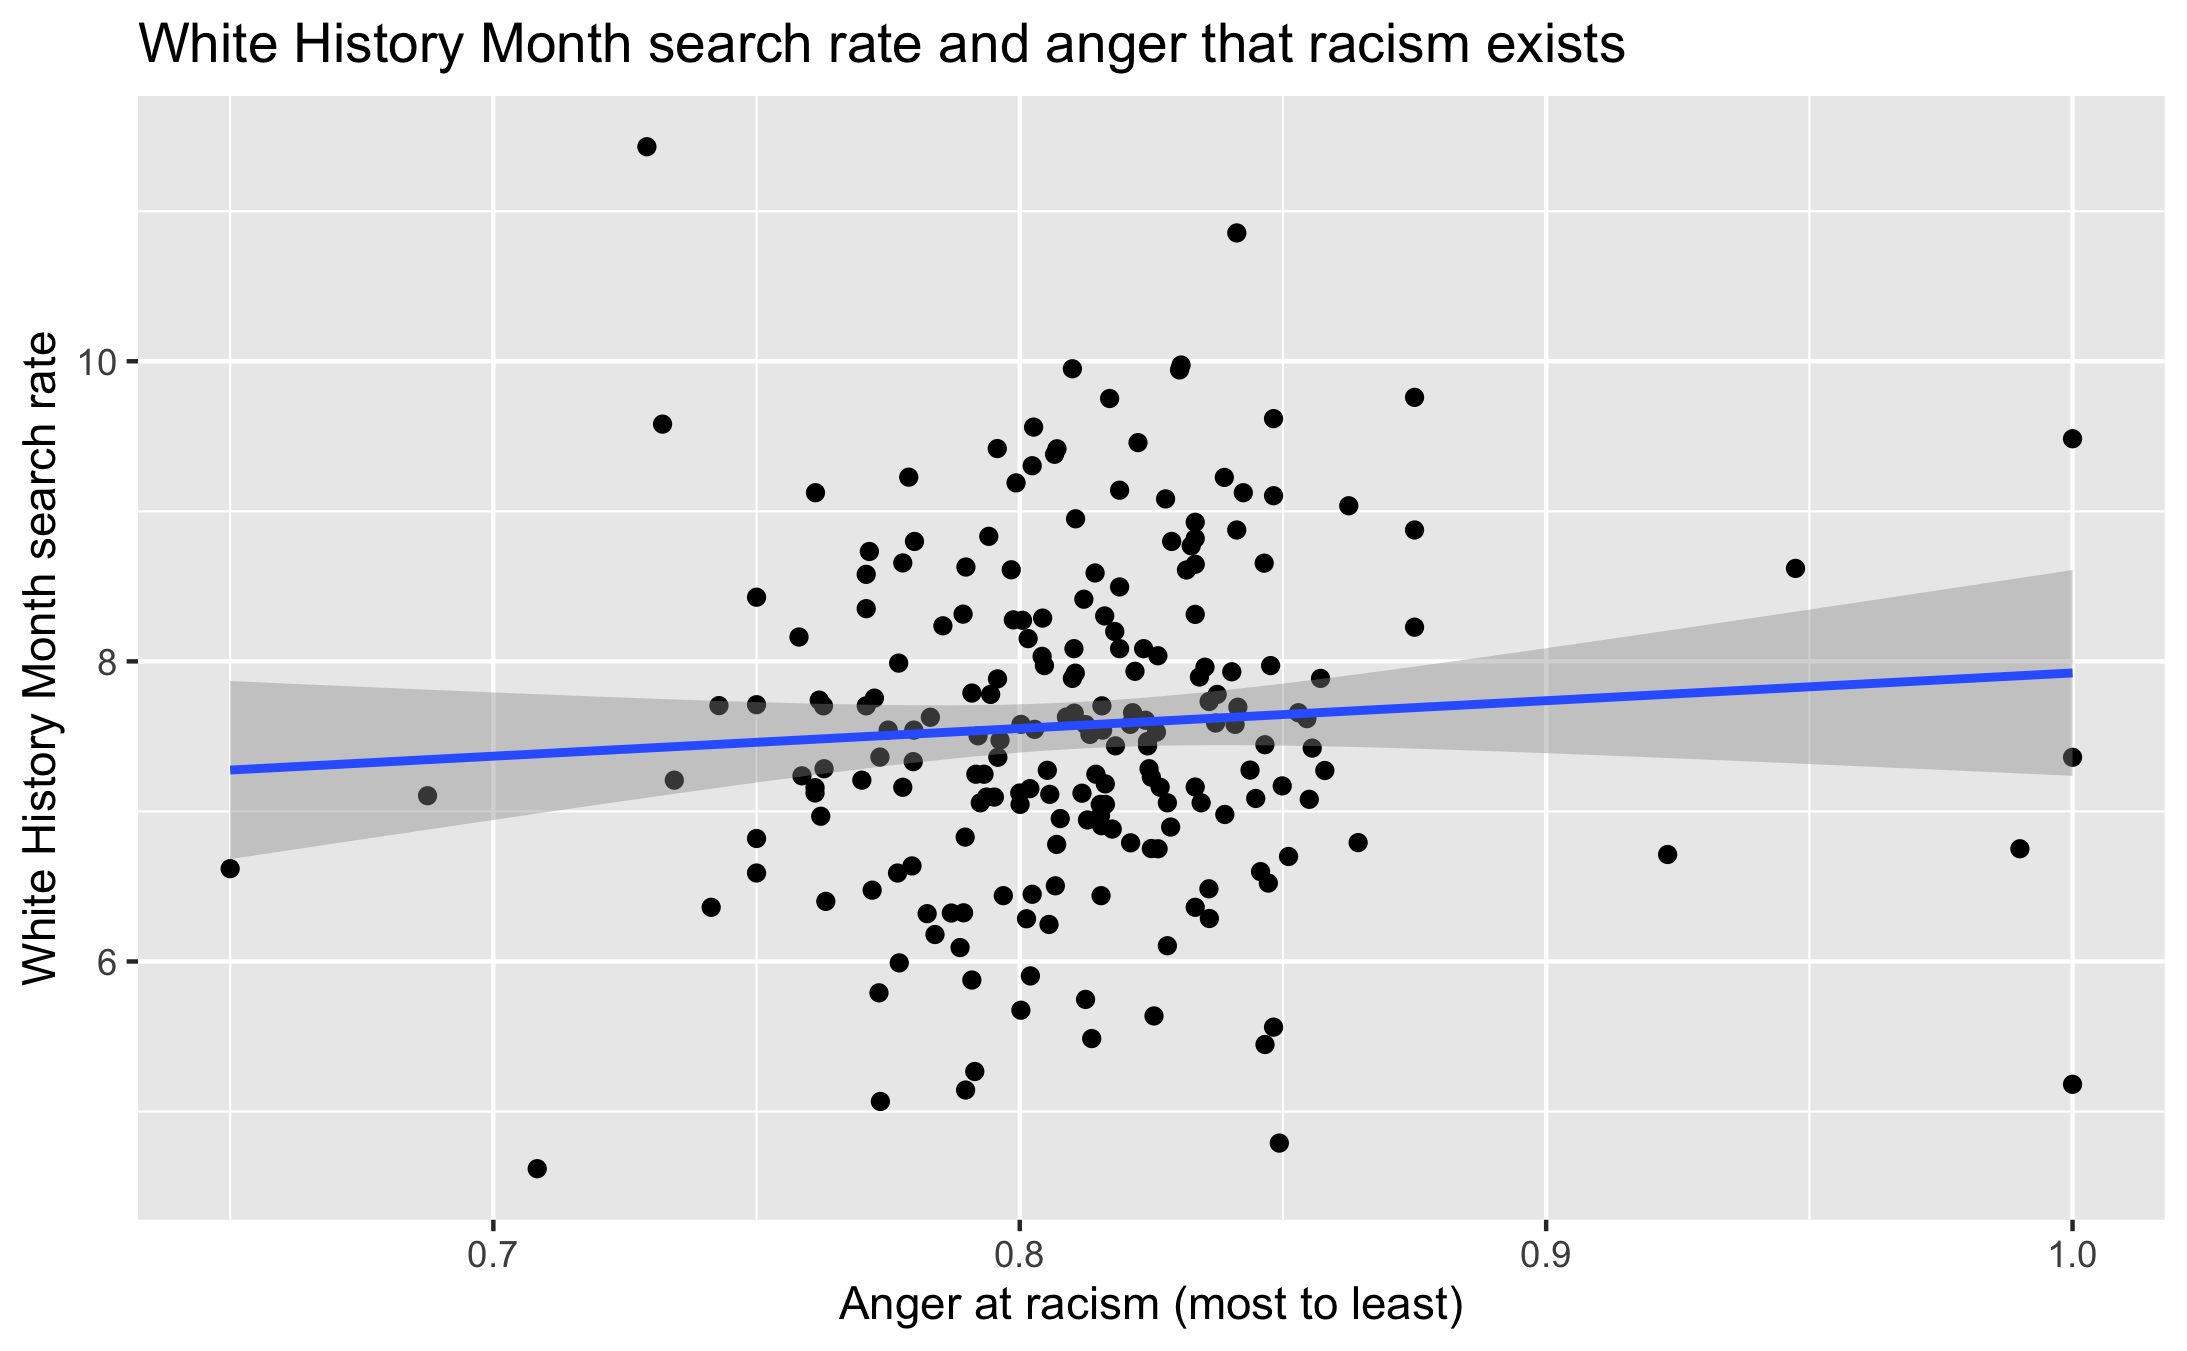 White History Month search rate and anger that racism exists
White History Month search rate
10
8
6
0.7
0.8
0.9
1.0
Anger at racism (most to least)